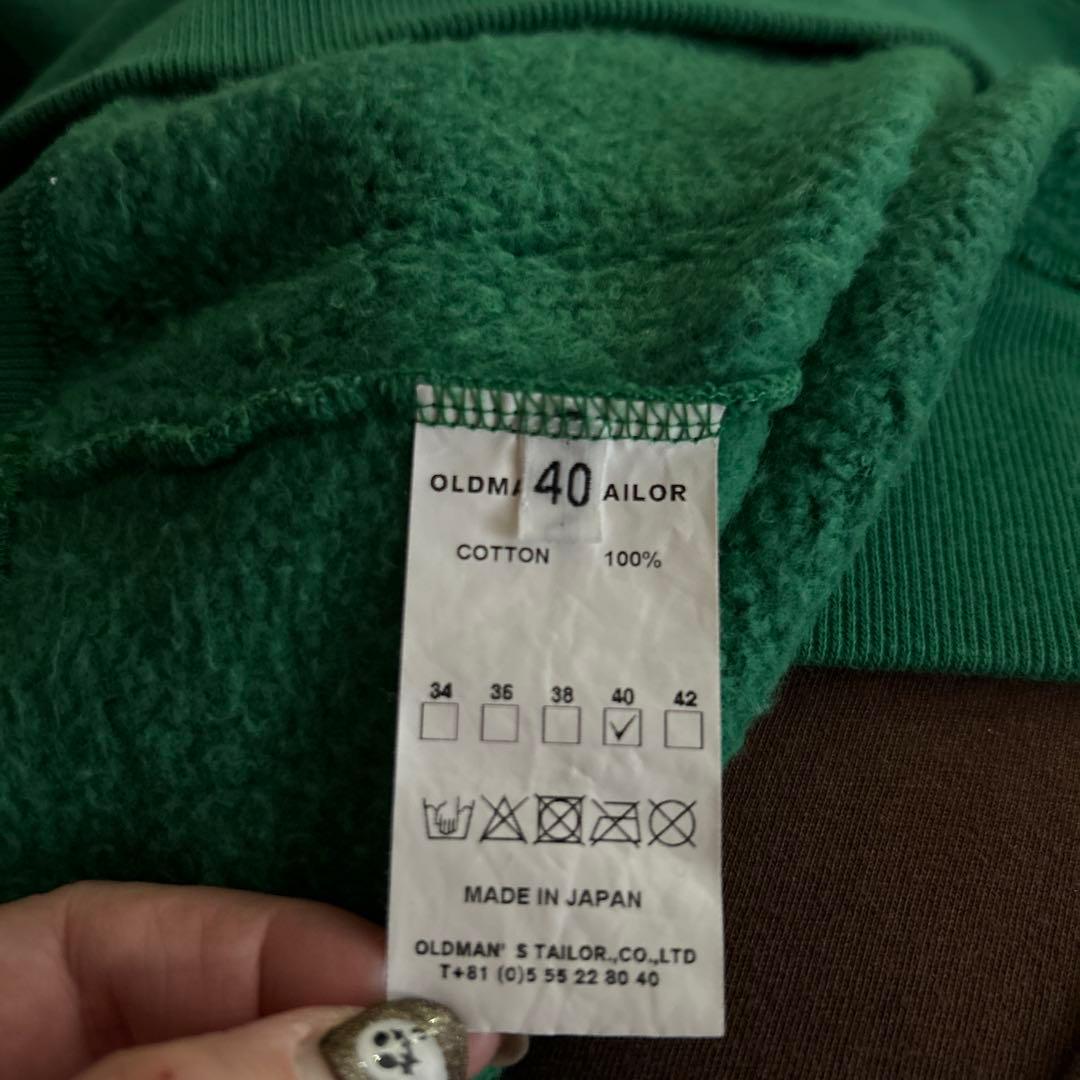 OLDMA 40 AILOR
COTTON 100%
34 36 38 40 42
MADE IN JAPAN
OLDMAN' S TAILOR.,CO.,LTD
T+81 (0)5 55 22 80 40